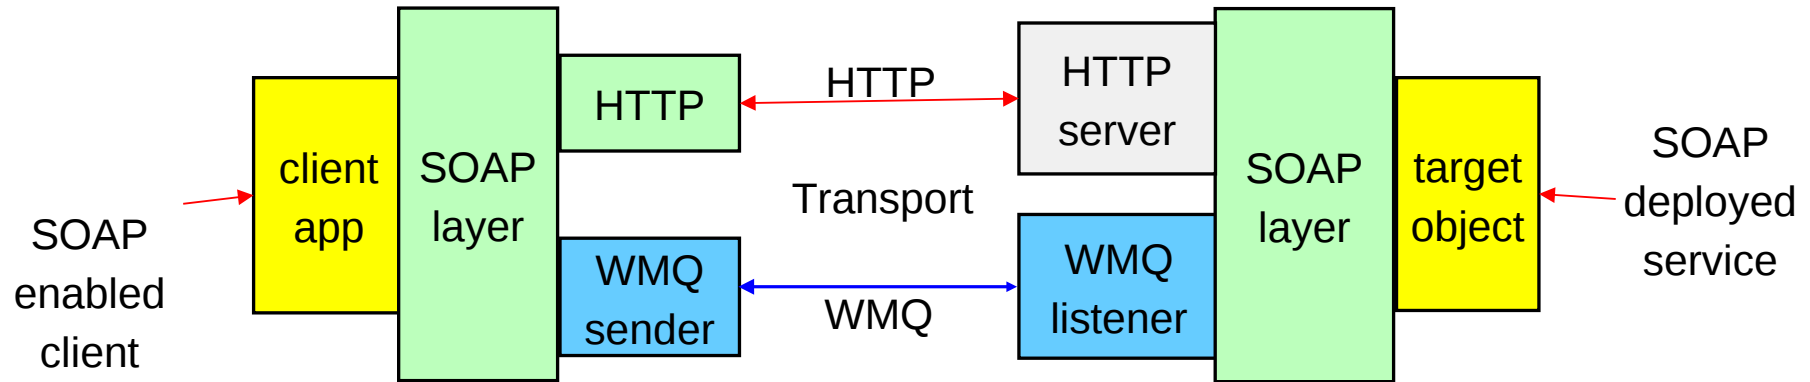 SOAP
enabled
client
client
app
SOAP
layer
HTTP
WMQ
sender
HTTP
Transport
WMQ
HTTP
server
WMQ
listener
SOAP
layer
target
object
SOAP
deployed
service